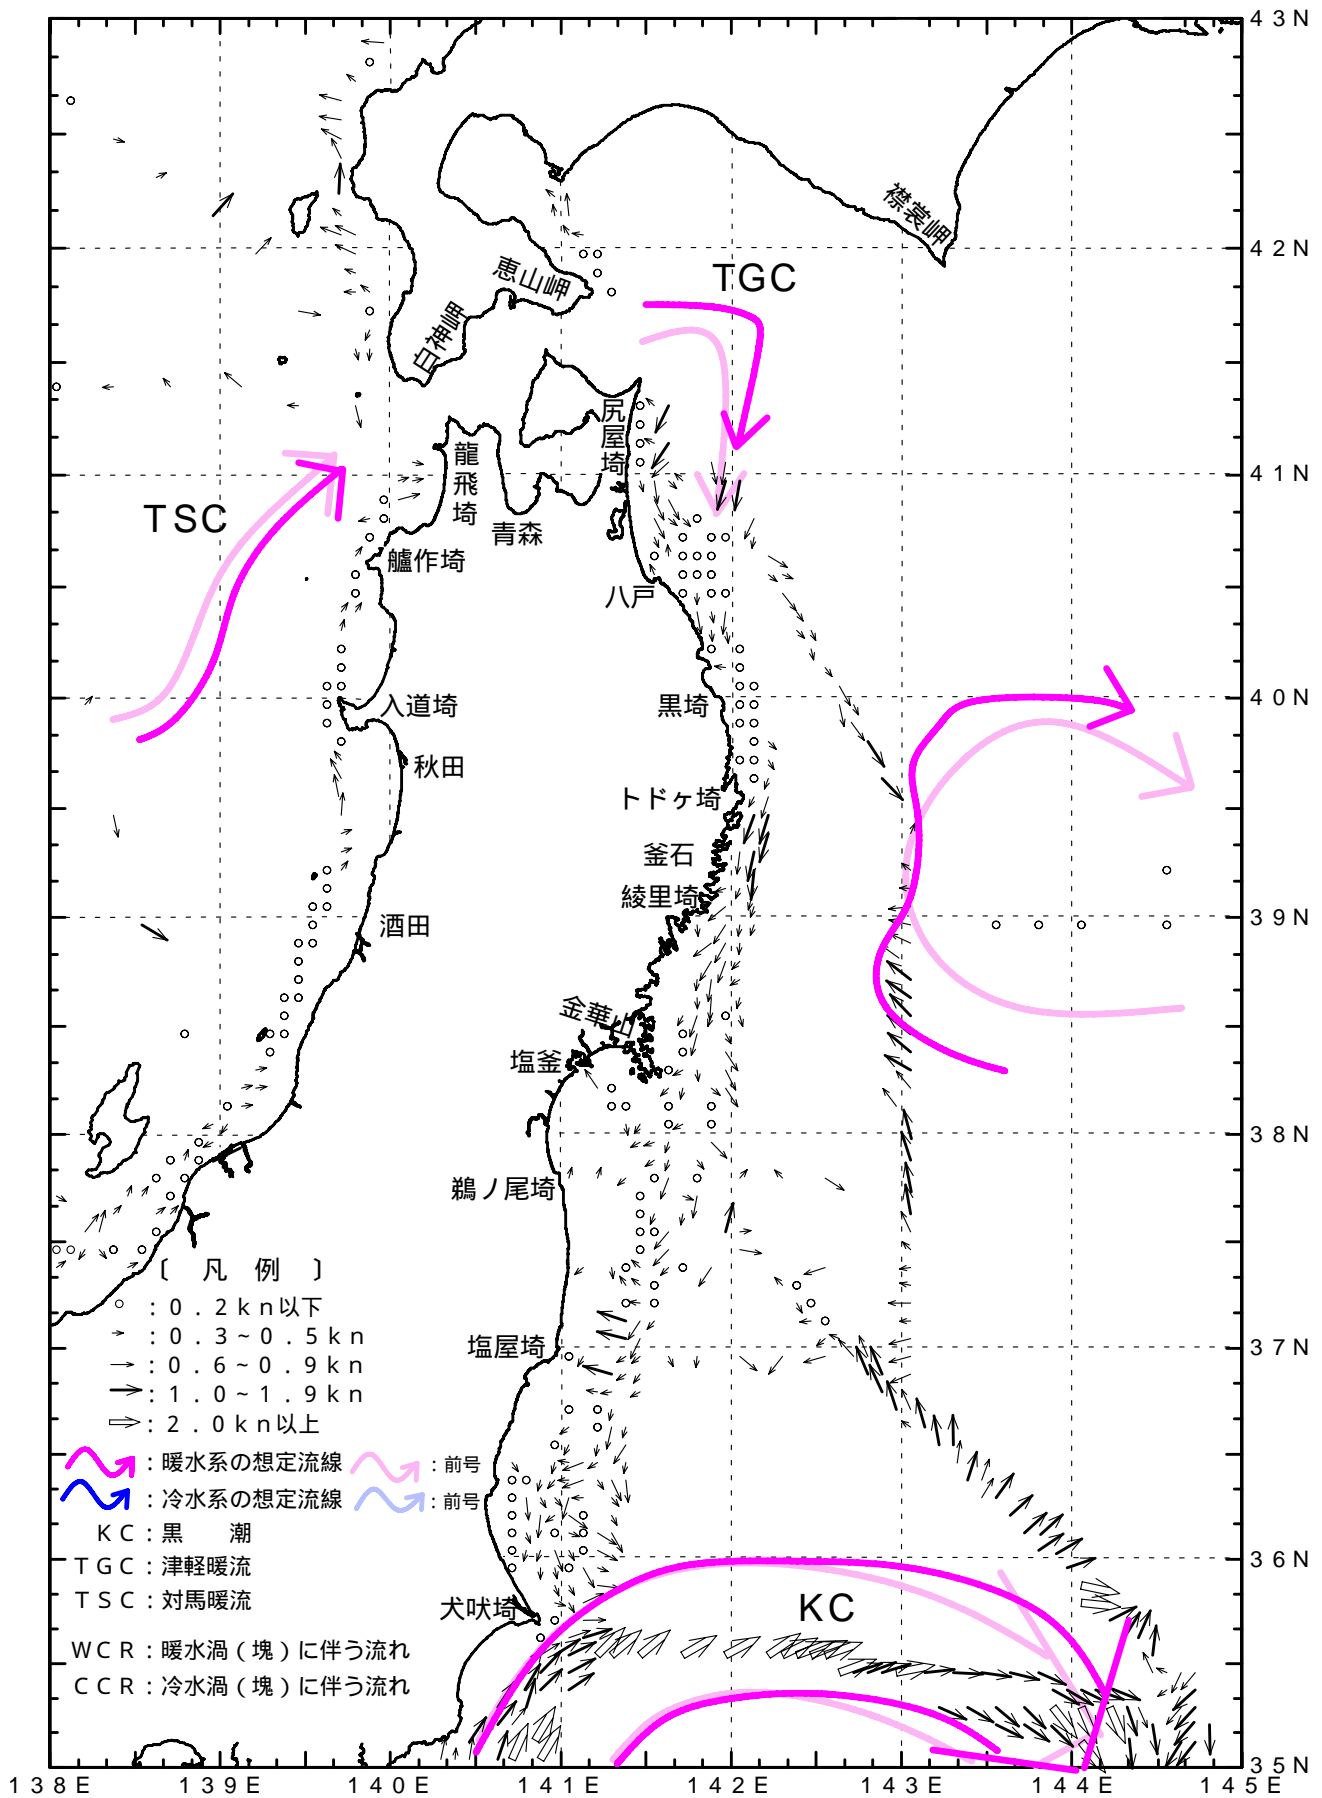 43N
襟裳岬
42N
恵山岬
TGC
白神岬
尻屋埼
龍飛埼
41N
TSC
青森
艫作埼
八戸
入道埼
黒埼
40N
秋田
トドヶ埼
釜石
綾里埼
酒田
39N
金華山
塩釜
38N
鵜ノ尾埼
〔 凡 例 〕
○ : 0.2kn以下
: 0.3~0.5kn
塩屋埼
37N
: 0.6~0.9kn
: 1.0~1.9kn
: 2.0kn以上
: 暖水系の想定流線 : 前号
: 冷水系の想定流線 : 前号
KC : 黒 潮
36N
TGC : 津軽暖流
TSC : 対馬暖流
犬吠埼
KC
WCR : 暖水渦(塊)に伴う流れ
CCR : 冷水渦(塊)に伴う流れ
35N
138E 139E 140E 141E 142E 143E 144E 145E